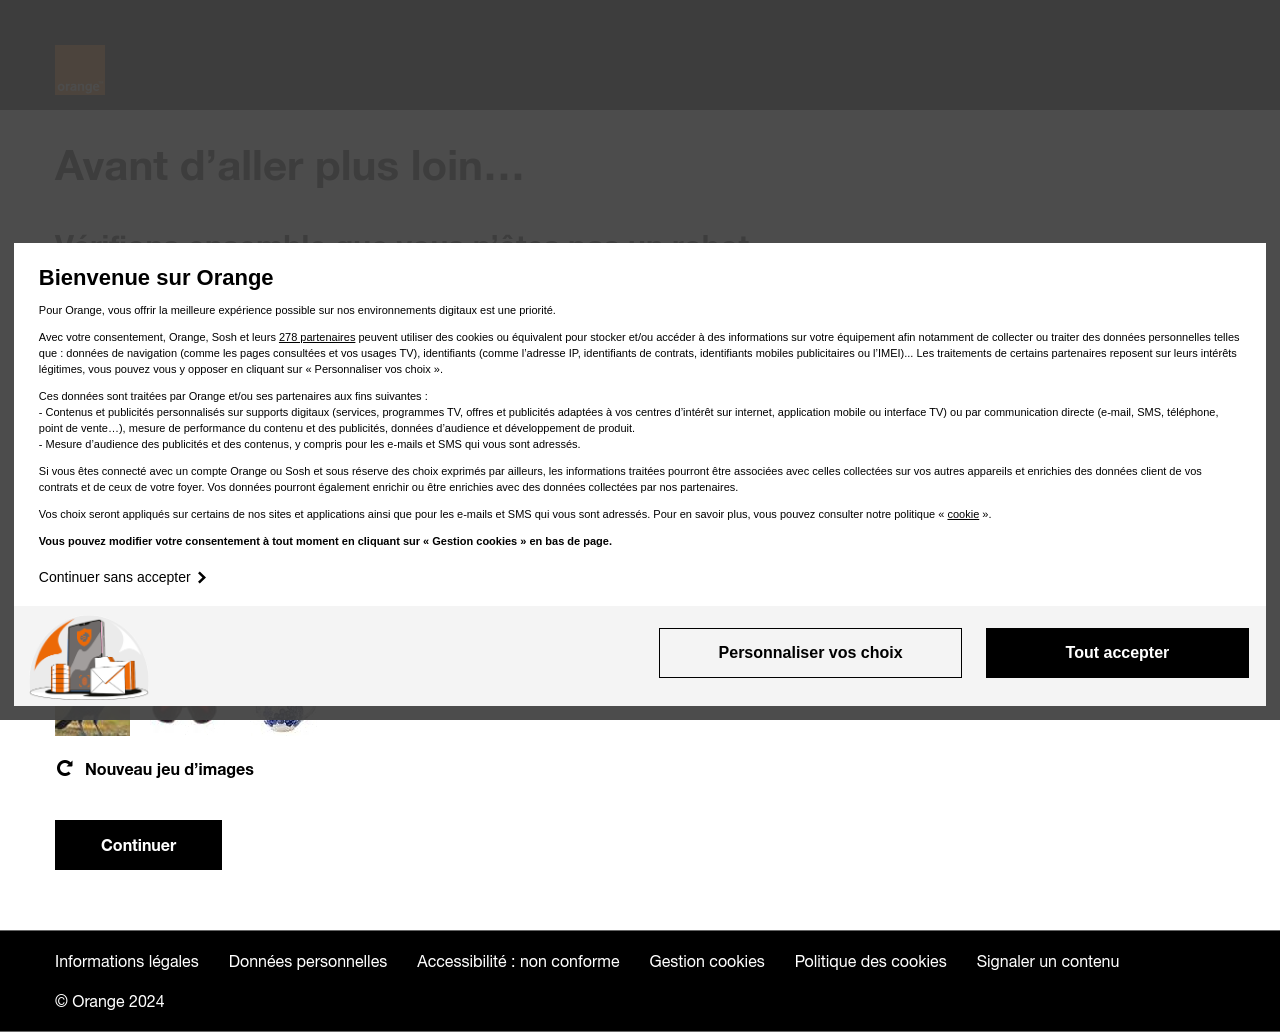 orange
Avant d’aller plus loin…
Vérifions ensemble que vous n’êtes pas un robot
Bienvenue sur Orange
Pour Orange, vous offrir la meilleure expérience possible sur nos environnements digitaux est une priorité.
Avec votre consentement, Orange, Sosh et leurs 278 partenaires peuvent utiliser des cookies ou équivalent pour stocker et/ou accéder à des informations sur votre équipement afin notamment de collecter ou traiter des données personnelles telles
que : données de navigation (comme les pages consultées et vos usages TV), identifiants (comme l’adresse IP, identifiants de contrats, identifiants mobiles publicitaires ou l’IMEI)... Les traitements de certains partenaires reposent sur leurs intérêts
légitimes, vous pouvez vous y opposer en cliquant sur « Personnaliser vos choix ».
Ces données sont traitées par Orange et/ou ses partenaires aux fins suivantes :
- Contenus et publicités personnalisés sur supports digitaux (services, programmes TV, offres et publicités adaptées à vos centres d’intérêt sur internet, application mobile ou interface TV) ou par communication directe (e-mail, SMS, téléphone,
point de vente…), mesure de performance du contenu et des publicités, données d’audience et développement de produit.
- Mesure d’audience des publicités et des contenus, y compris pour les e-mails et SMS qui vous sont adressés.
Si vous êtes connecté avec un compte Orange ou Sosh et sous réserve des choix exprimés par ailleurs, les informations traitées pourront être associées avec celles collectées sur vos autres appareils et enrichies des données client de vos
contrats et de ceux de votre foyer. Vos données pourront également enrichir ou être enrichies avec des données collectées par nos partenaires.
Vos choix seront appliqués sur certains de nos sites et applications ainsi que pour les e-mails et SMS qui vous sont adressés. Pour en savoir plus, vous pouvez consulter notre politique « cookie ».
Vous pouvez modifier votre consentement à tout moment en cliquant sur « Gestion cookies » en bas de page.
Continuer sans accepter
Personnaliser vos choix
Tout accepter
Nouveau jeu d’images
Continuer
Informations légales
Données personnelles
Accessibilité : non conforme
Gestion cookies
Politique des cookies
Signaler un contenu
© Orange 2024